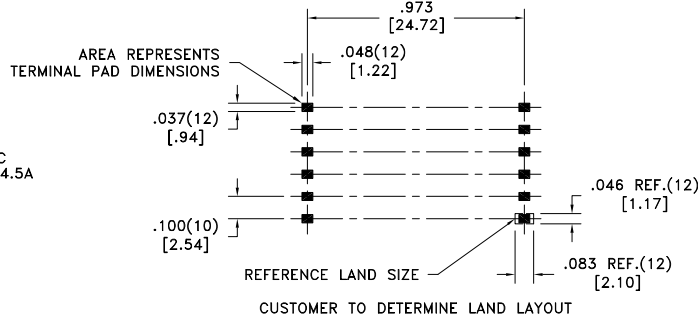 .973
[24.72]
AREA REPRESENTS
TERMINAL PAD DIMENSIONS
.048(12)
[1.22]
.037(12)
[.94]
C
4.5A
.046 REF.(12)
[1.17]
.100(10)
[2.54]
REFERENCE LAND SIZE
.083 REF.(12)
[2.10]
CUSTOMER TO DETERMINE LAND LAYOUT